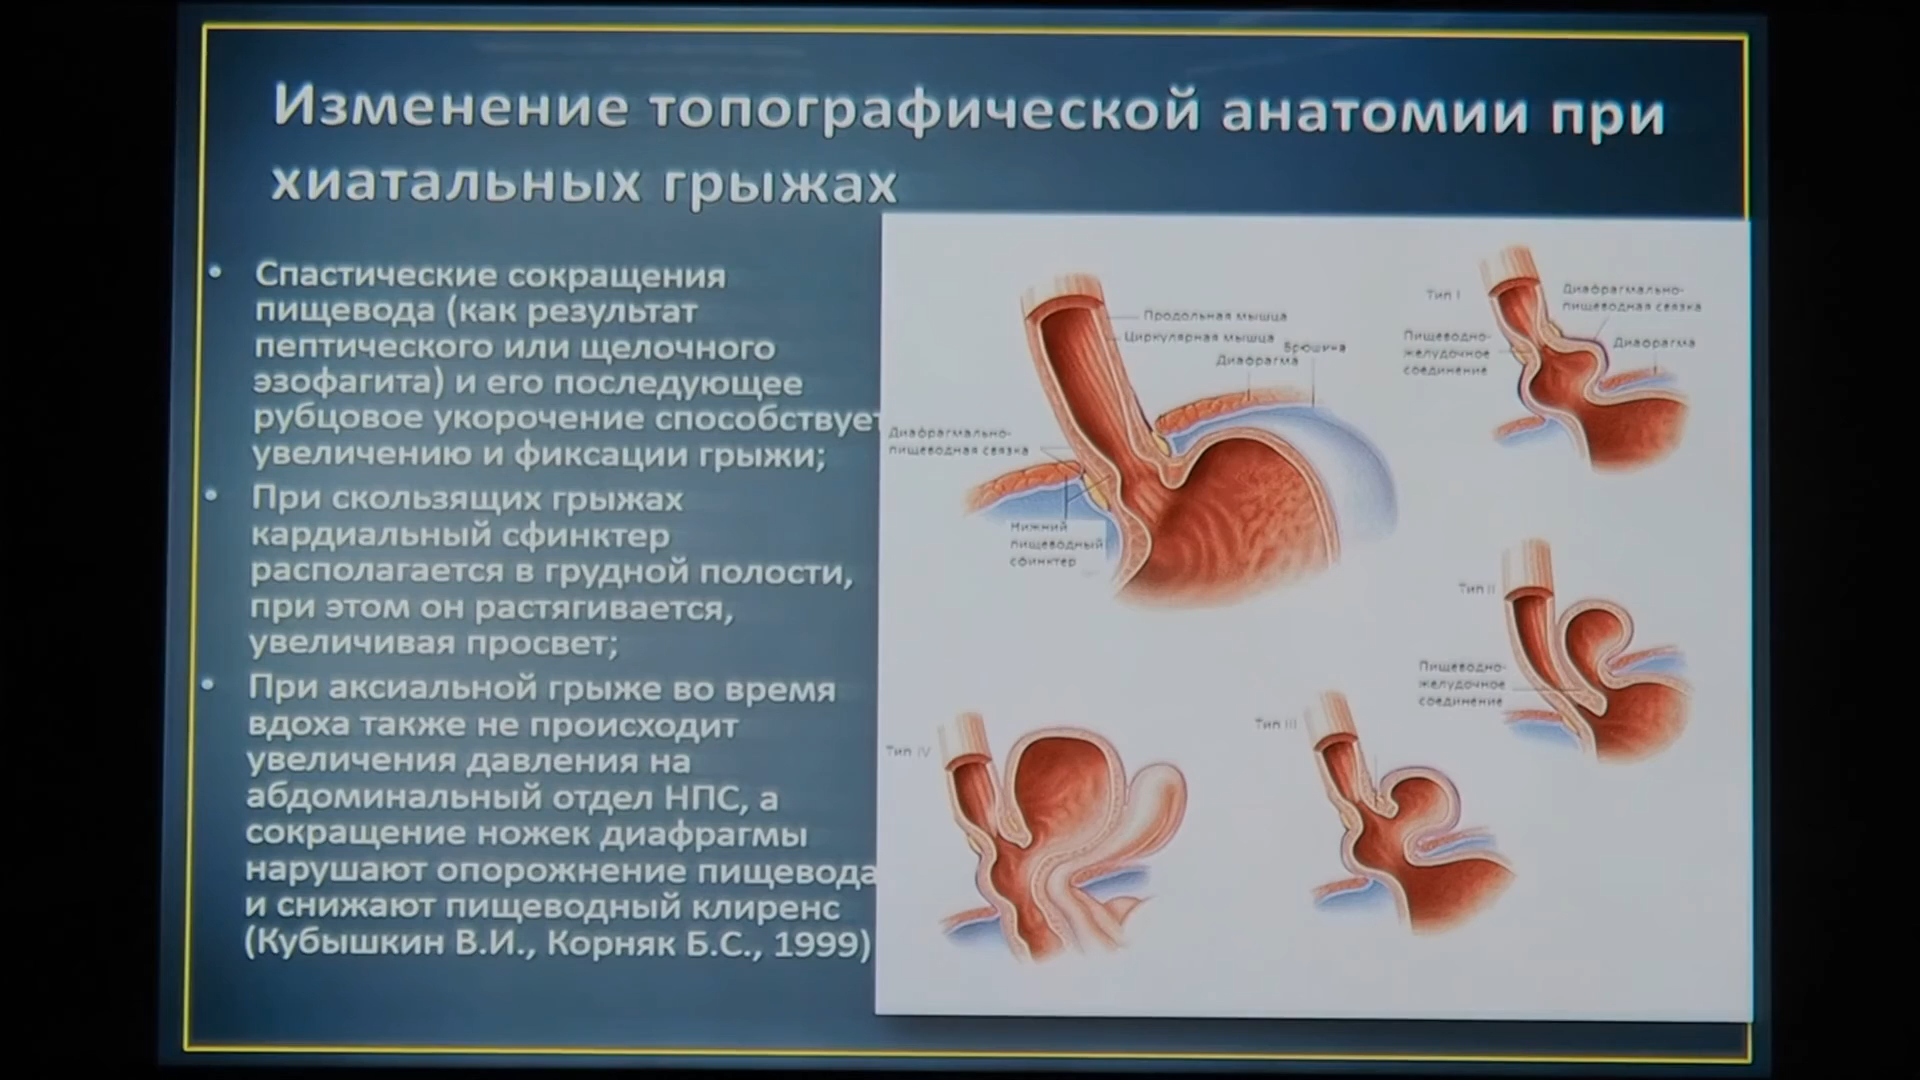 Изменение топографической анатомии при
хиатальных грыжах
• Спастические сокращения
пищевода (как результат
пептического или щелочного
эзофагита) и его последующее
рубцовое укорочение способствует
увеличению и фиксации грыжи;
• При скользящих грыжах
кардиальный сфинктер
располагается в грудной полости,
при этом он растягивается,
увеличивая просвет;
• При аксиальной грыже во время
вдоха также не происходит
увеличения давления на
абдоминальный отдел НПС, а
сокращение ножек диафрагмы
нарушают опорожнение пищевода
и снижают пищеводный клиренс
(Кубышкин В.И., Корняк Б.С., 1999)
Продольная мышца
Циркулярная мышца
Брюшина
Диафрагма
Диафрагмально-
пищеводная связка
Нижний
пищеводный
сфинктер
Тип I
Диафрагмально-
пищеводная связка
Пищеводно-
желудочное
соединение
Диафрагма
Тип II
Пищеводно-
желудочное
соединение
Тип III
Тип IV